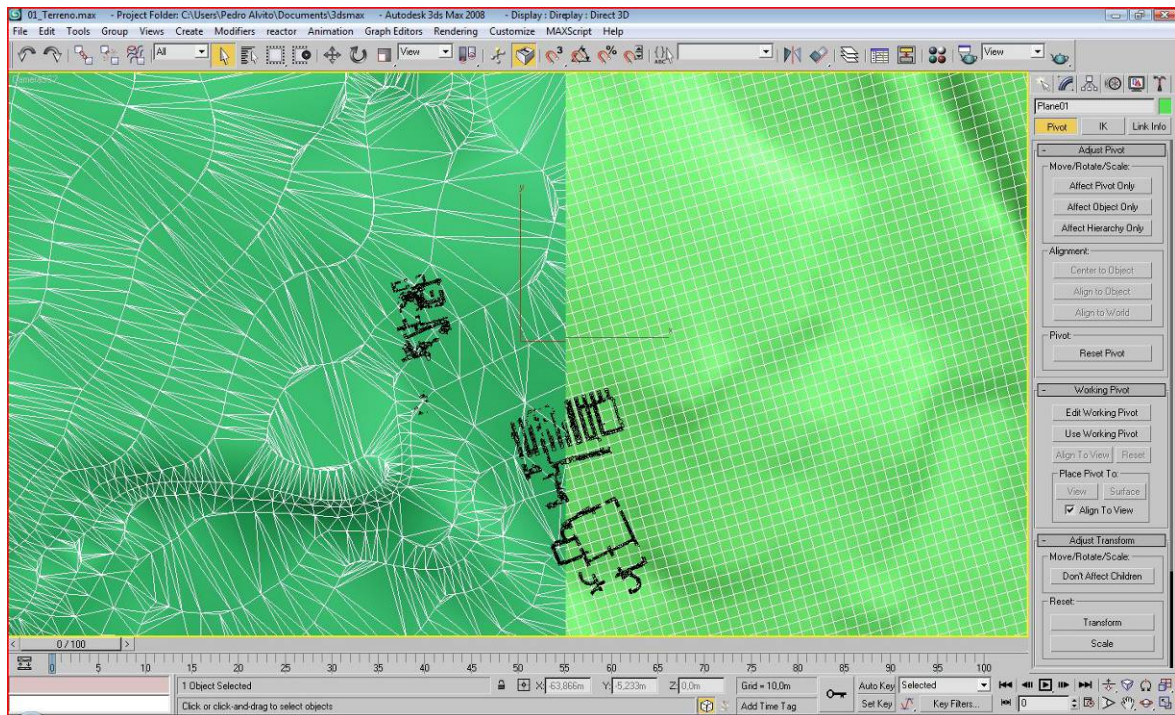 01_Terreno.max - Project Folder: C:\Users\Pedro Alvito\Documents\3dsmax - Autodesk 3ds Max 2008 - Display : Direplay : Direct 3D
File Edit Tools Group Views Create Modifiers reactor Animation Graph Editors Rendering Customize MAXScript Help
All View 3 % ABC View
Plane01
Pivot IK Link Info
- Adjust Pivot
Move/Rotate/Scale:
Affect Pivot Only
Affect Object Only
Affect Hierarchy Only
Alignment:
Center to Object
Align to Object
Align to World
Pivot:
Reset Pivot
- Working Pivot
Edit Working Pivot
Use Working Pivot
Align To View Reset
Place Pivot To:
View Surface
Align To View
- Adjust Transform
Move/Rotate/Scale:
Don't Affect Children
Reset:
Transform
Scale
y
x
< 0 / 100 >
0 5 10 15 20 25 30 35 40 45 50 55 60 65 70 75 80 85 90 95 100
1 Object Selected X: -63,866m Y: -5,233m Z: 0,0m Grid = 10,0m Auto Key Selected
Click or click-and-drag to select objects Add Time Tag Set Key Key Filters... 0